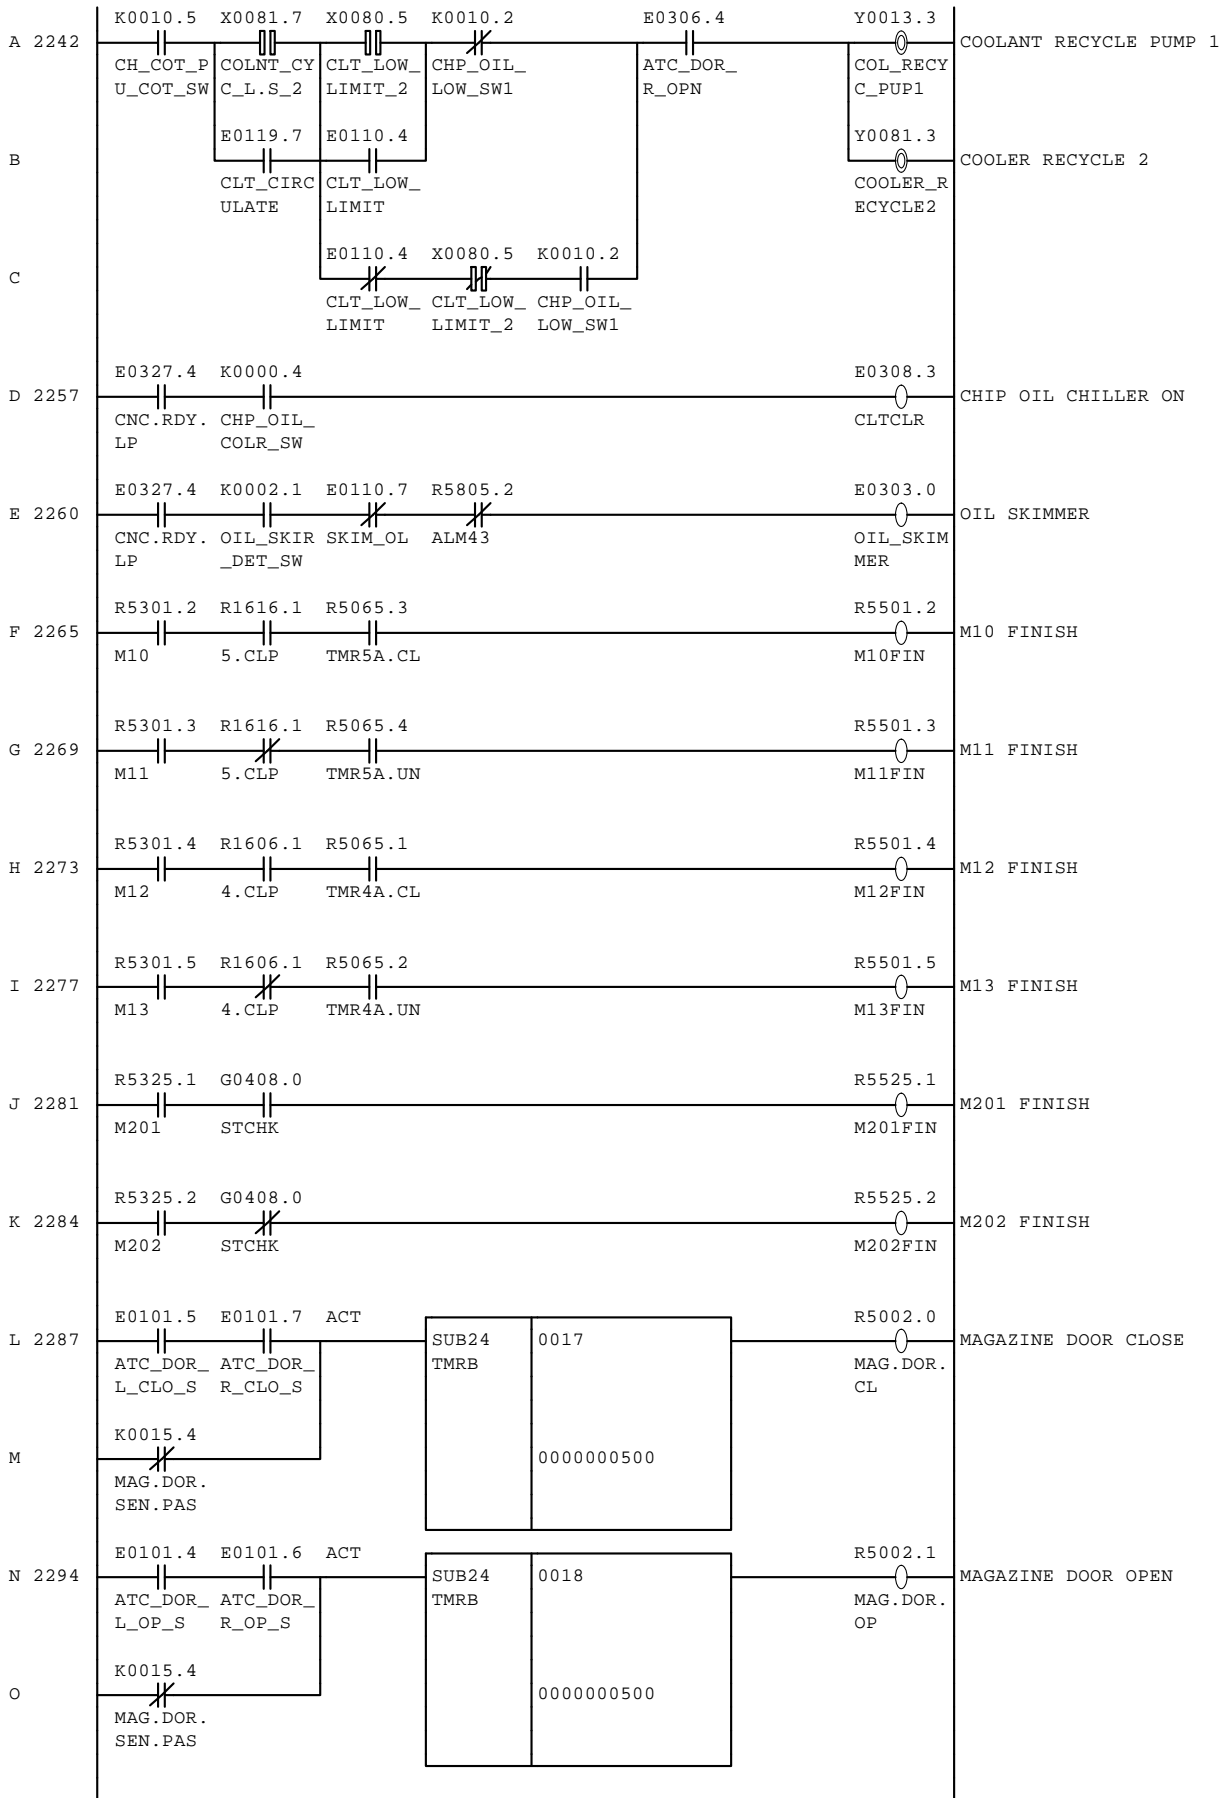 K0010.5 X0081.7 X0080.5 K0010.2 E0306.4 Y0013.3
A 2242 COOLANT RECYCLE PUMP 1
CH_COT_P COLNT_CY CLT_LOW_ CHP_OIL_ ATC_DOR_ COL_RECY
U_COT_SW C_L.S_2 LIMIT_2 LOW_SW1 R_OPN C_PUP1
E0119.7 E0110.4 Y0081.3
B COOLER RECYCLE 2
CLT_CIRC CLT_LOW_ COOLER_R
ULATE LIMIT ECYCLE2
E0110.4 X0080.5 K0010.2
C
CLT_LOW_ CLT_LOW_ CHP_OIL_
LIMIT LIMIT_2 LOW_SW1
E0327.4 K0000.4 E0308.3
D 2257 CHIP OIL CHILLER ON
CNC.RDY. CHP_OIL_ CLTCLR
LP COLR_SW
E0327.4 K0002.1 E0110.7 R5805.2 E0303.0
E 2260 OIL SKIMMER
CNC.RDY. OIL_SKIR SKIM_OL ALM43 OIL_SKIM
LP _DET_SW MER
R5301.2 R1616.1 R5065.3 R5501.2
F 2265 M10 FINISH
M10 5.CLP TMR5A.CL M10FIN
R5301.3 R1616.1 R5065.4 R5501.3
G 2269 M11 FINISH
M11 5.CLP TMR5A.UN M11FIN
R5301.4 R1606.1 R5065.1 R5501.4
H 2273 M12 FINISH
M12 4.CLP TMR4A.CL M12FIN
R5301.5 R1606.1 R5065.2 R5501.5
I 2277 M13 FINISH
M13 4.CLP TMR4A.UN M13FIN
R5325.1 G0408.0 R5525.1
J 2281 M201 FINISH
M201 STCHK M201FIN
R5325.2 G0408.0 R5525.2
K 2284 M202 FINISH
M202 STCHK M202FIN
E0101.5 E0101.7 ACT R5002.0
L 2287 SUB24 0017 MAGAZINE DOOR CLOSE
ATC_DOR_ ATC_DOR_ TMRB MAG.DOR.
L_CLO_S R_CLO_S CL
K0015.4
M 0000000500
MAG.DOR.
SEN.PAS
E0101.4 E0101.6 ACT R5002.1
N 2294 SUB24 0018 MAGAZINE DOOR OPEN
ATC_DOR_ ATC_DOR_ TMRB MAG.DOR.
L_OP_S R_OP_S OP
K0015.4
O 0000000500
MAG.DOR.
SEN.PAS